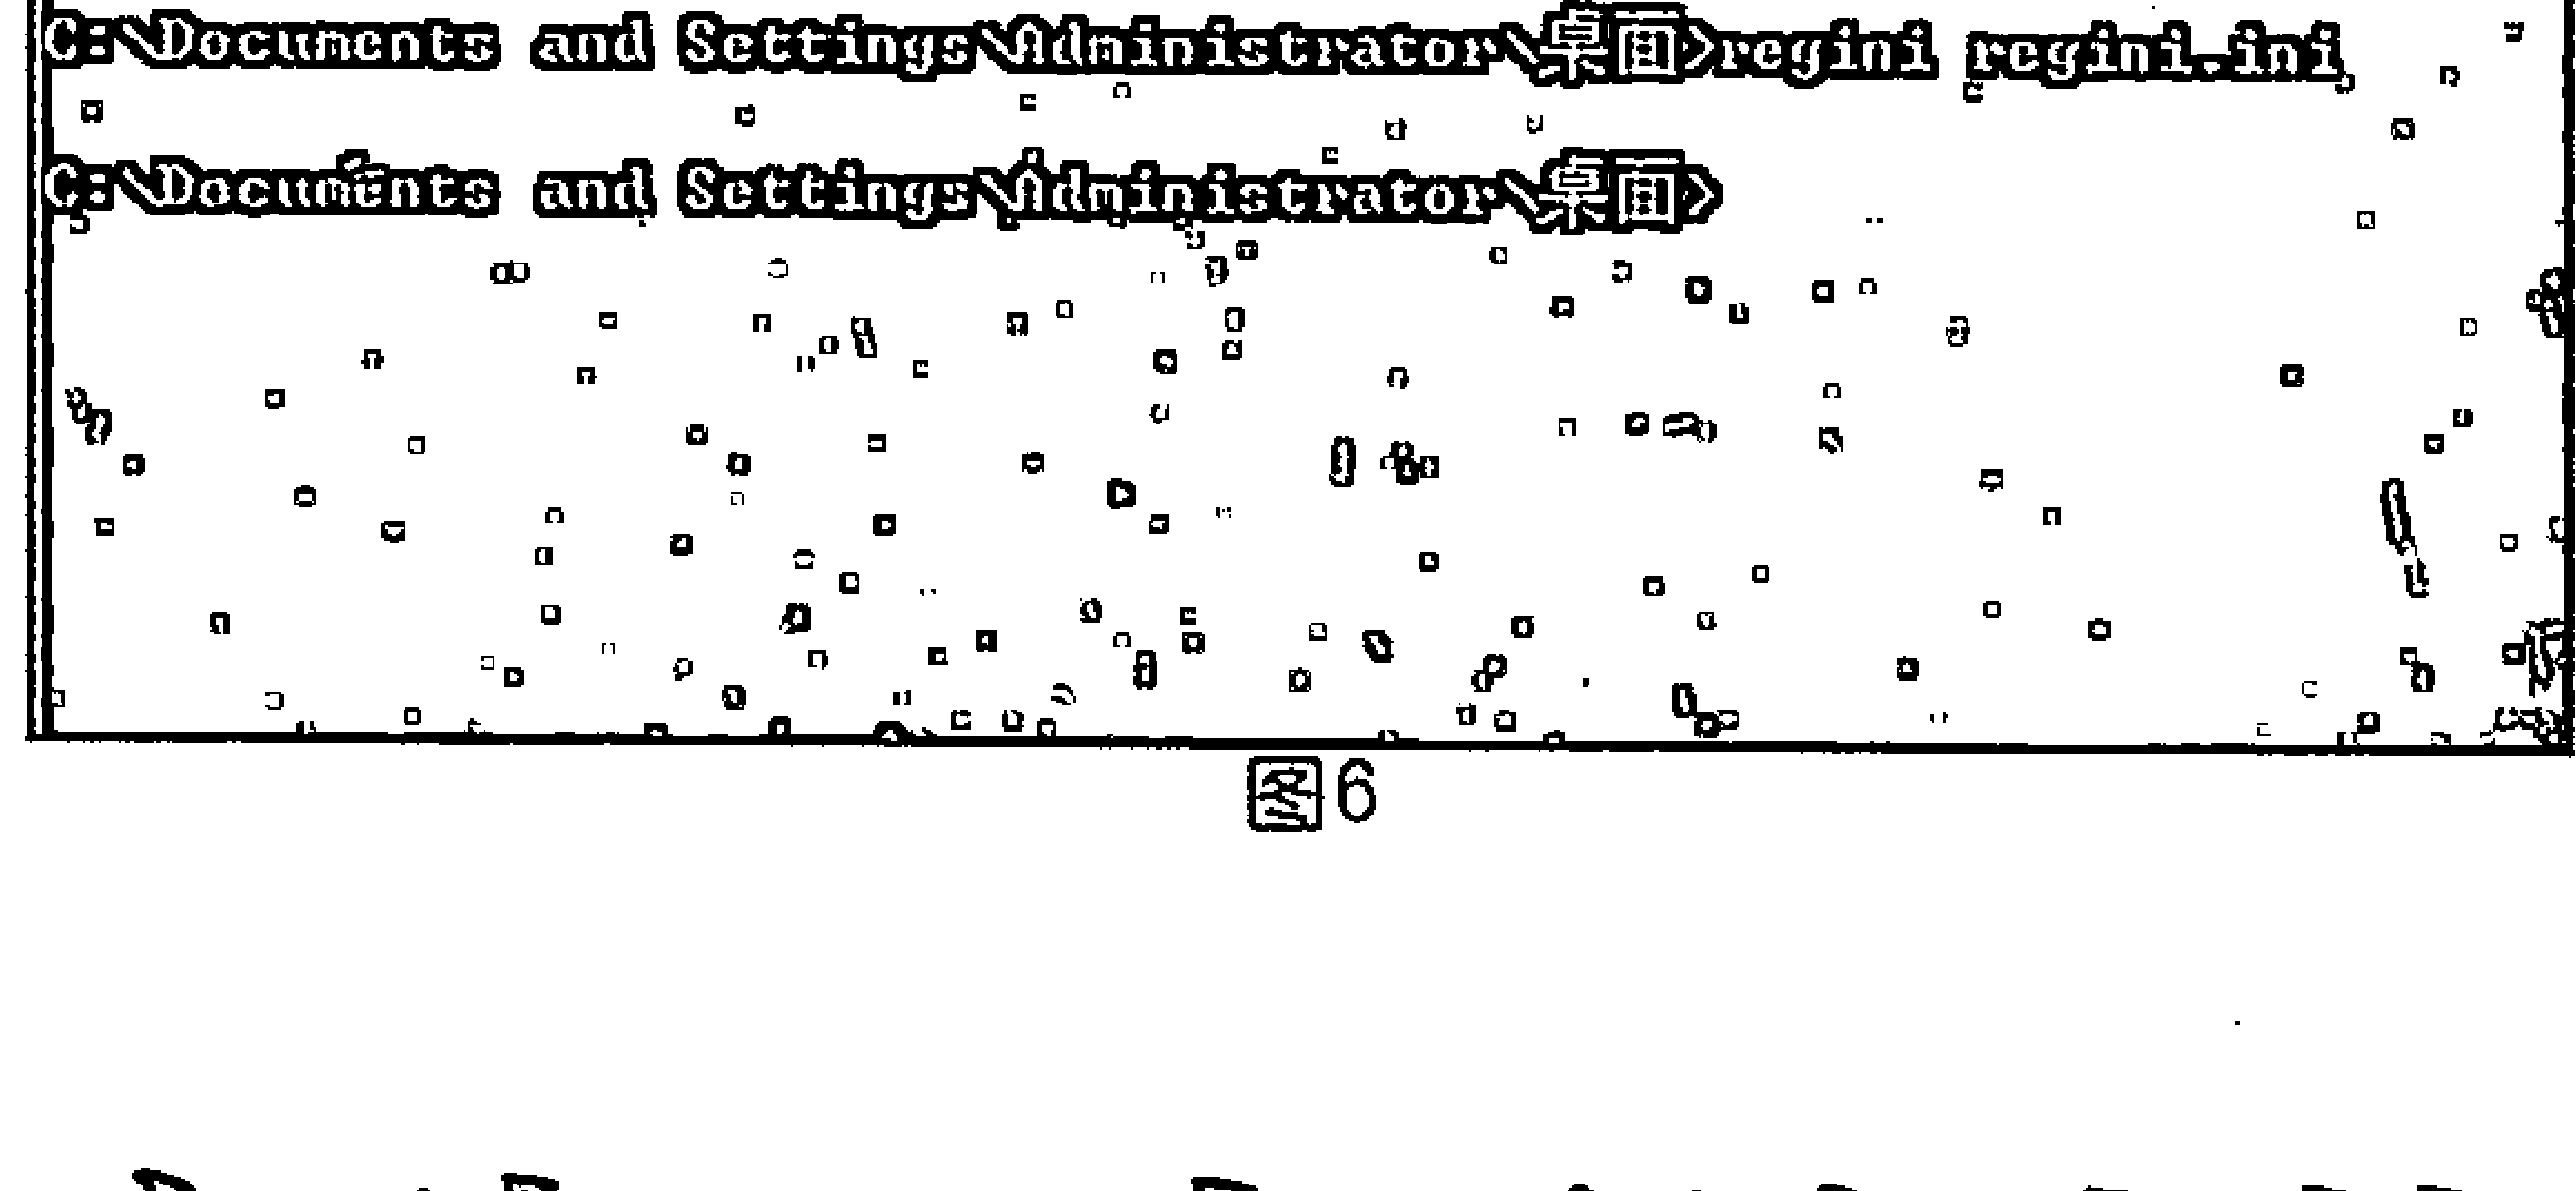 C:\Documents and Settings\Administrator\桌面>regini regini.ini
C:\Documents and Settings\Administrator\桌面>
图6